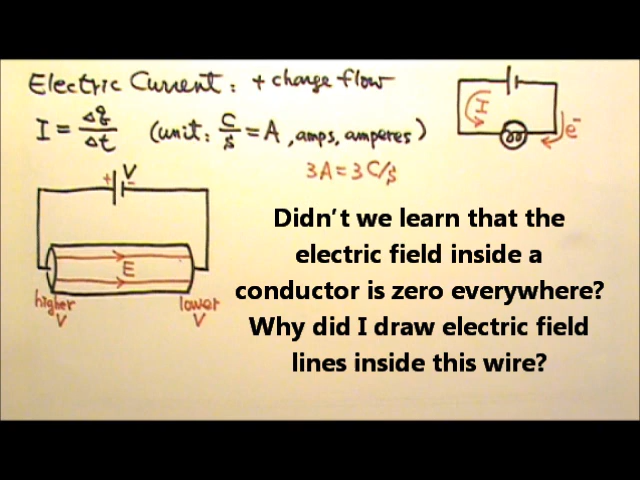 Electric Current: + charge flow
I = Δq/Δt (unit: C/s = A, amps, amperes)
3A = 3 C/s
I
e⁻
+ V -
E
higher V
lower V
Didn't we learn that the
electric field inside a
conductor is zero everywhere?
Why did I draw electric field
lines inside this wire?